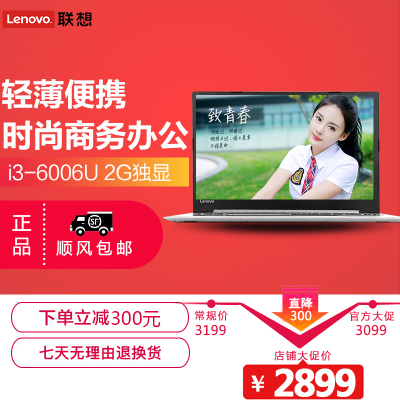 Lenovo. 联想
轻薄便携
时尚商务办公
i3-6006U 2G独显
正品
SF
顺风包邮
致青春
Lenovo
下单立减300元
七天无理由退换货
常规价
3199
直降
300
官方大促
3099
店铺大促价
¥2899